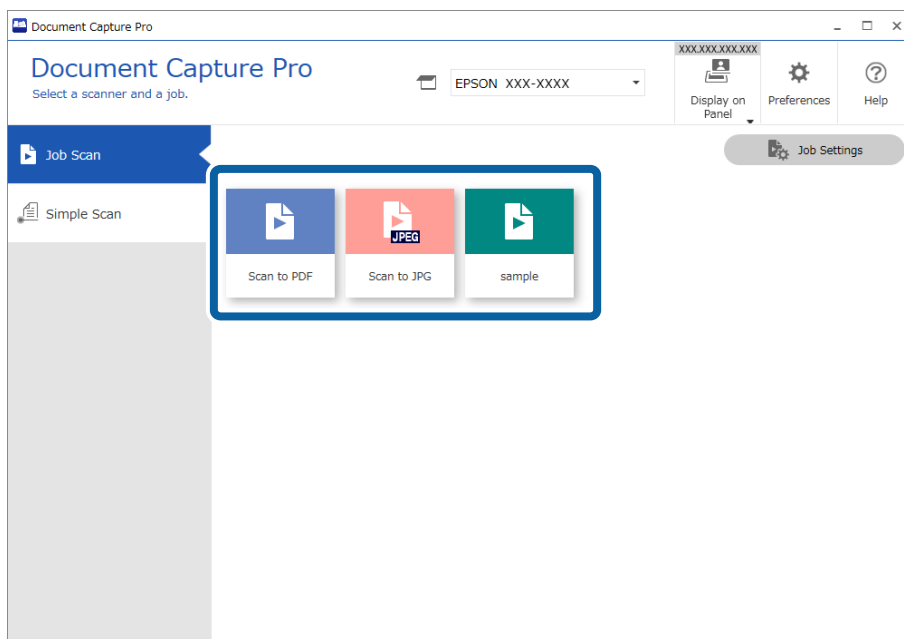 Document Capture Pro
Document Capture Pro
Select a scanner and a job.
EPSON XXX-XXXX
XXX.XXX.XXX.XXX
Display on
Panel
Preferences
Help
Job Scan
Job Settings
Simple Scan
JPEG
Scan to PDF
Scan to JPG
sample